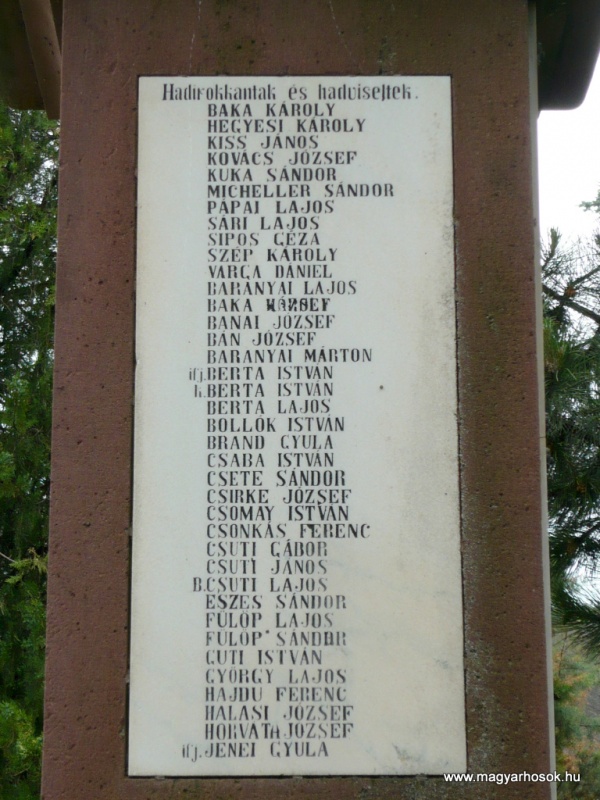 Hadirokkantak és hadviseltek.
BAKA KÁROLY
HEGYESI KÁROLY
KISS JÁNOS
KOVÁCS JÓZSEF
KUKA SÁNDOR
MICHELLER SÁNDOR
PÁPAI LAJOS
SÁRI LAJOS
SIPOS GÉZA
SZÉP KÁROLY
VARGA DÁNIEL
BARANYAI LAJOS
BAKA
BANAI JÓZSEF
BÁN JÓZSEF
BARANYAI MÁRTON
ifj. BERTA ISTVÁN
k. BERTA ISTVÁN
BERTA LAJOS
BOLLÓK ISTVÁN
BRAND GYULA
CSABA ISTVÁN
CSETE SÁNDOR
CSIRKE JÓZSEF
CSOMAY ISTVÁN
CSONKÁS FERENC
CSUTI GÁBOR
CSUTI JÁNOS
B. CSUTI LAJOS
ESZES SÁNDOR
FÜLÖP LAJOS
FÜLÖP SÁNDOR
GUTI ISTVÁN
GYÖRGY LAJOS
HAJDU FERENC
HALASI JÓZSEF
HORVÁTH JÓZSEF
ifj. JENEI GYULA
www.magyarhosok.hu